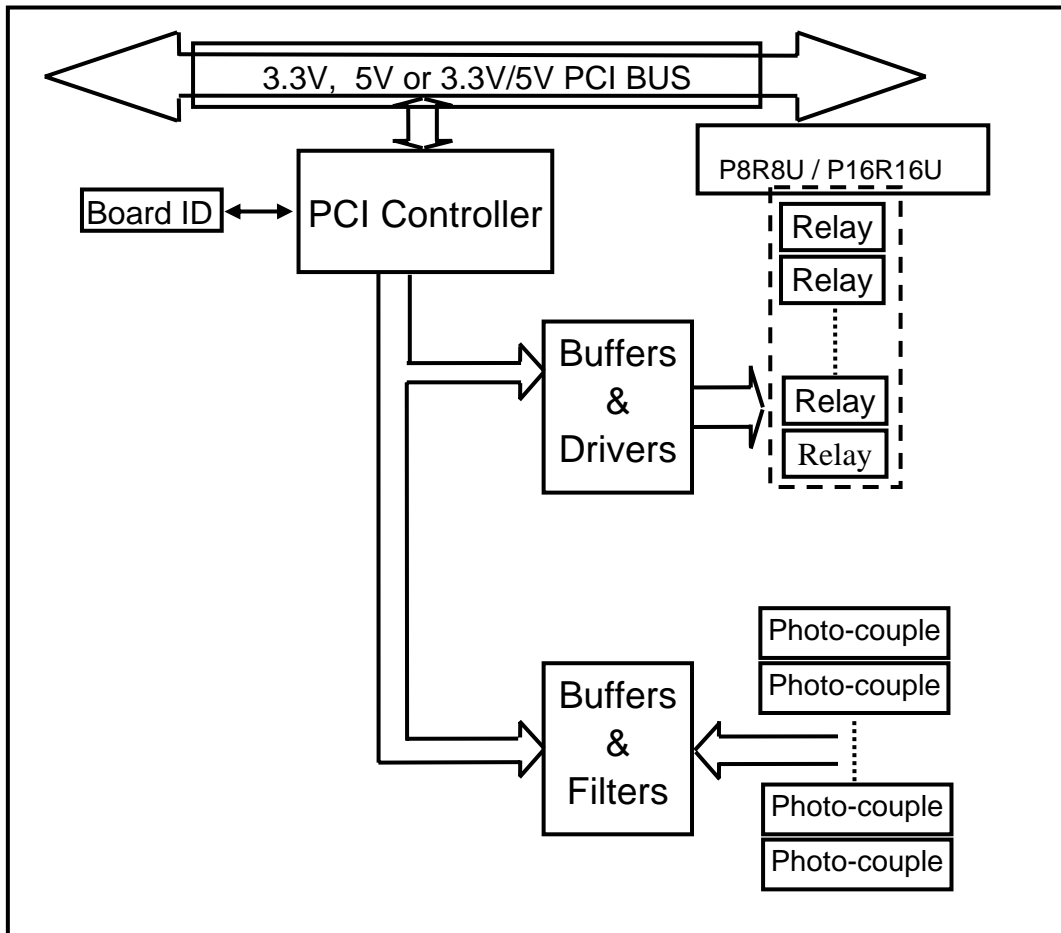 3.3V, 5V or 3.3V/5V PCI BUS
P8R8U / P16R16U
Board ID
PCI Controller
Relay
Relay
Buffers
&
Drivers
Relay
Relay
Photo-couple
Photo-couple
Buffers
&
Filters
Photo-couple
Photo-couple